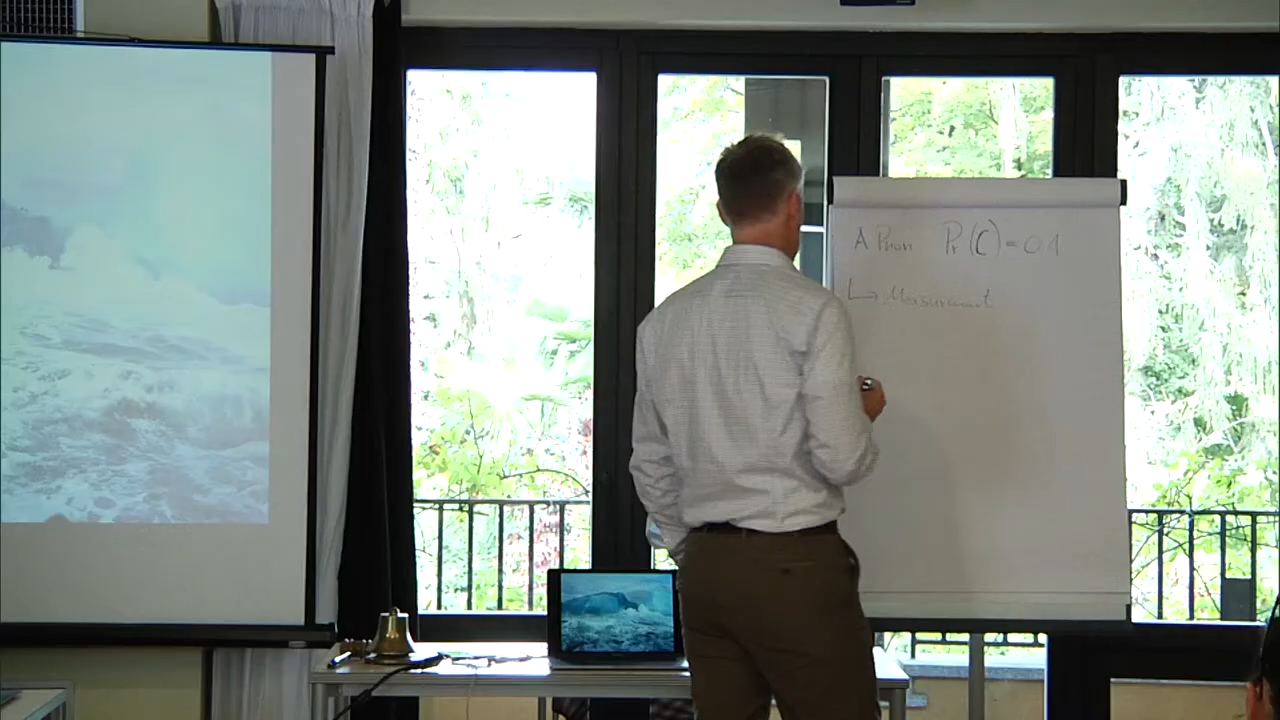 A Priori Pr(C) = 0.1
↳ Measurement